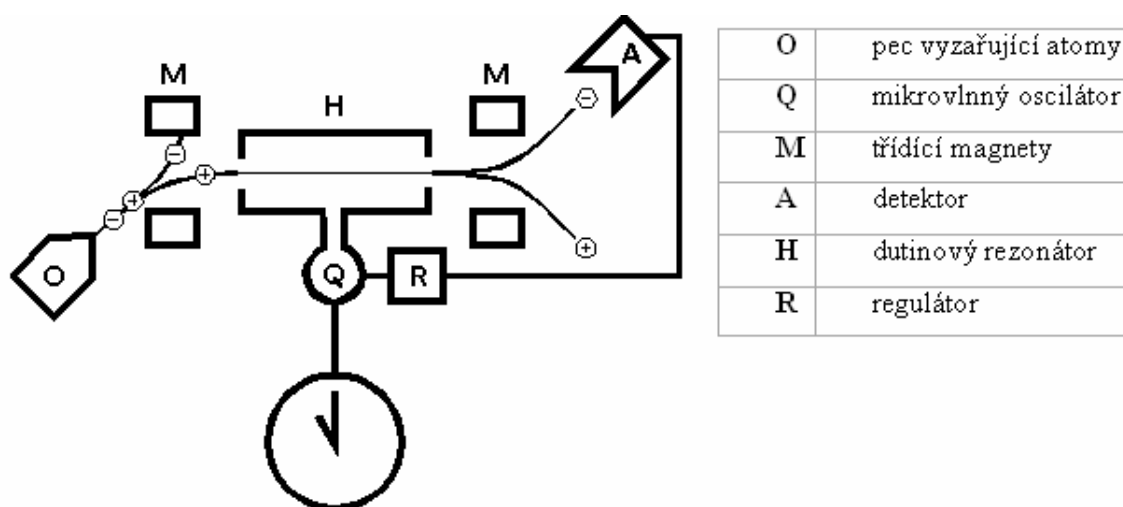 M
M
H
A
O
Q
R
O pec vyzařující atomy
Q mikrovlnný oscilátor
M třídící magnety
A detektor
H dutinový rezonátor
R regulátor
− + − + − +